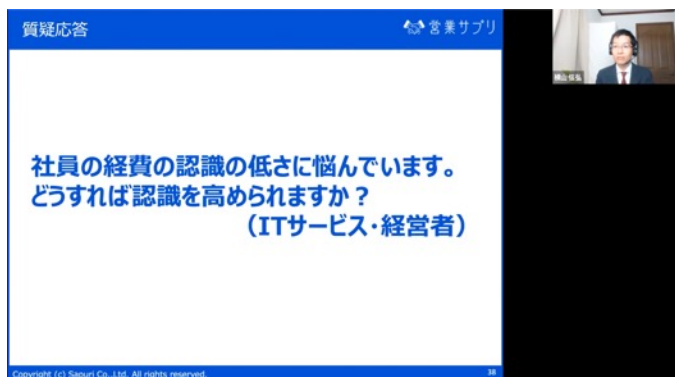 質疑応答
営業サプリ
社員の経費の認識の低さに悩んでいます。
どうすれば認識を高められますか？
（ITサービス・経営者）
Copyright (c) Sapuri Co.,Ltd. All rights reserved.
38